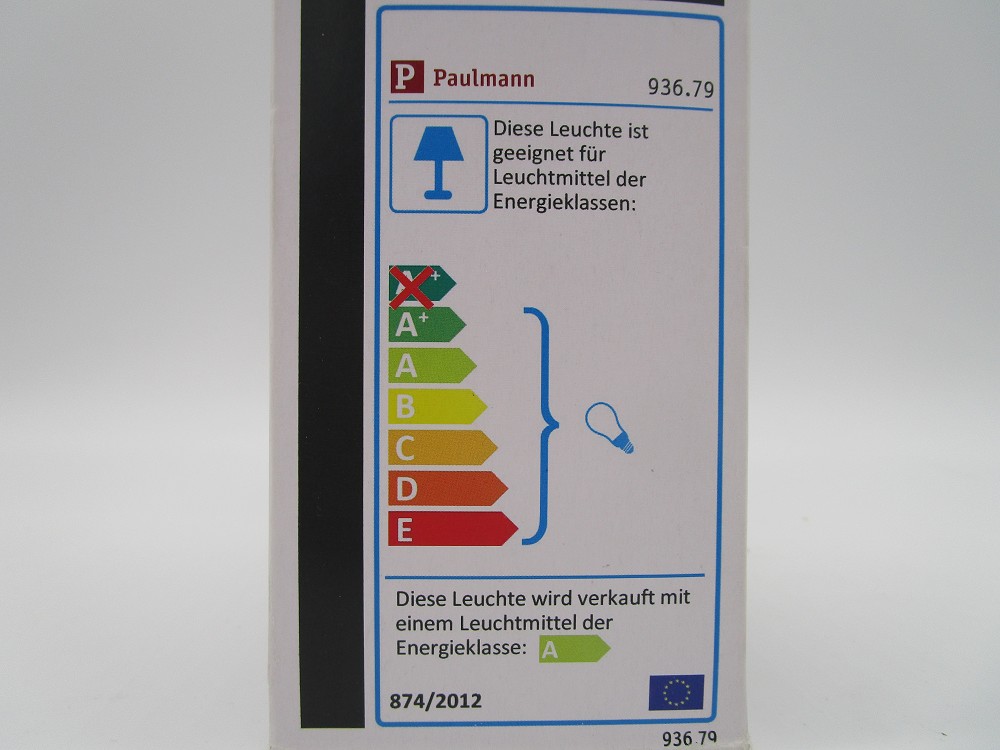 P Paulmann 936.79
Diese Leuchte ist
geeignet für
Leuchtmittel der
Energieklassen:
A+
A
B
C
D
E
Diese Leuchte wird verkauft mit
einem Leuchtmittel der
Energieklasse: A
874/2012
936.79